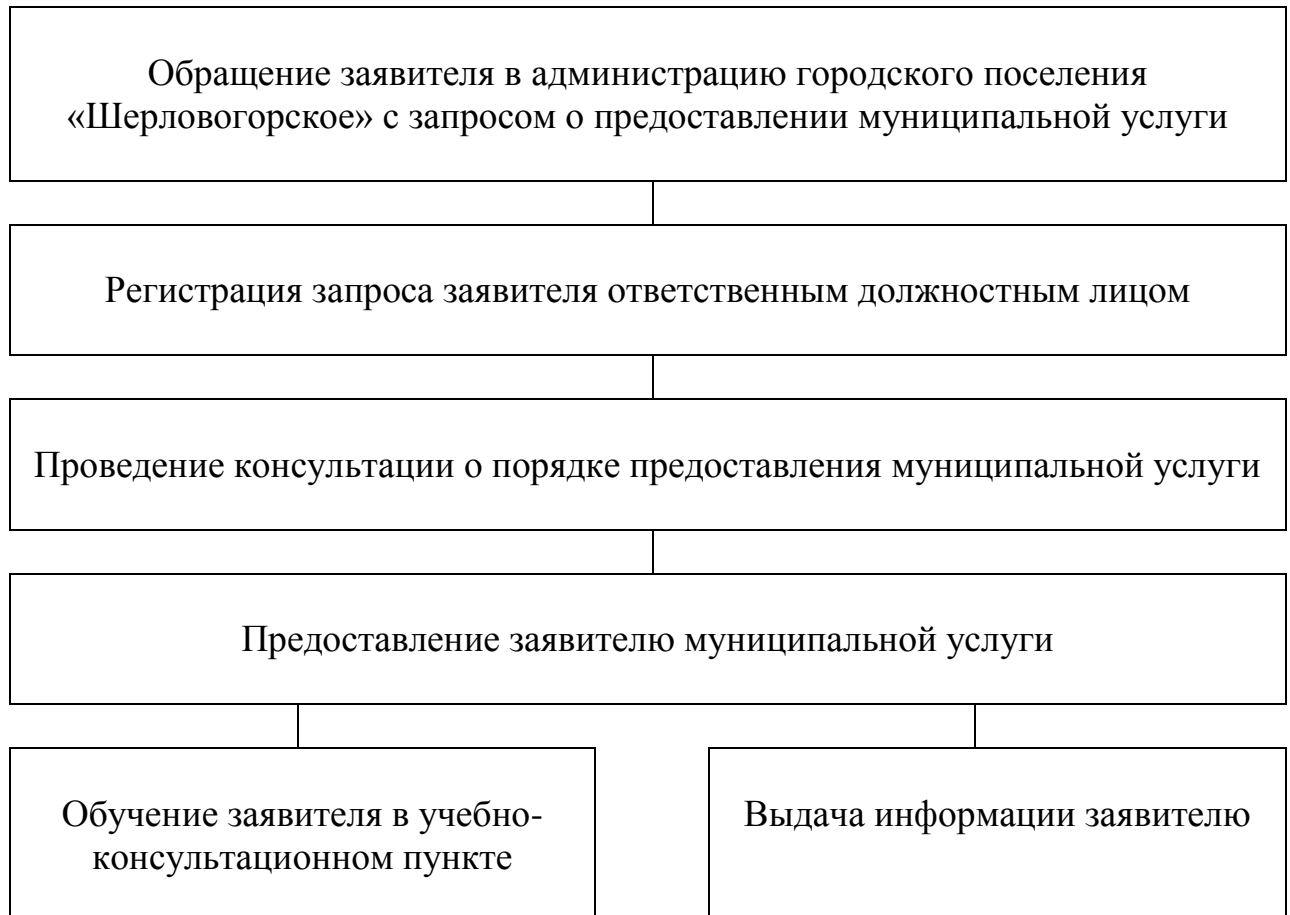 Обращение заявителя в администрацию городского поселения
«Шерловогорское» с запросом о предоставлении муниципальной услуги
Регистрация запроса заявителя ответственным должностным лицом
Проведение консультации о порядке предоставления муниципальной услуги
Предоставление заявителю муниципальной услуги
Обучение заявителя в учебно-
консультационном пункте
Выдача информации заявителю